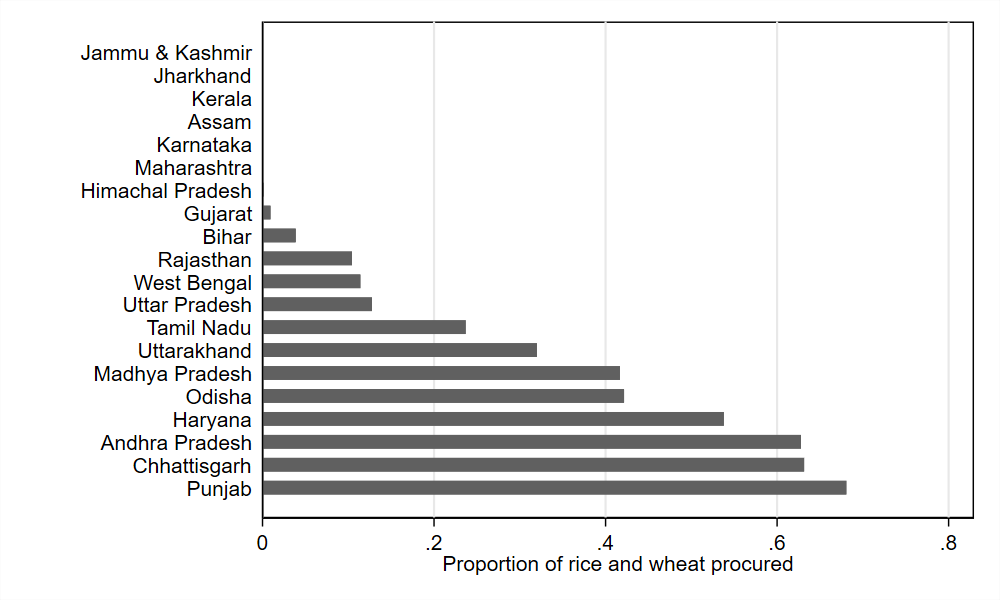 Jammu & Kashmir
Jharkhand
Kerala
Assam
Karnataka
Maharashtra
Himachal Pradesh
Gujarat
Bihar
Rajasthan
West Bengal
Uttar Pradesh
Tamil Nadu
Uttarakhand
Madhya Pradesh
Odisha
Haryana
Andhra Pradesh
Chhattisgarh
Punjab
0 .2 .4 .6 .8
Proportion of rice and wheat procured